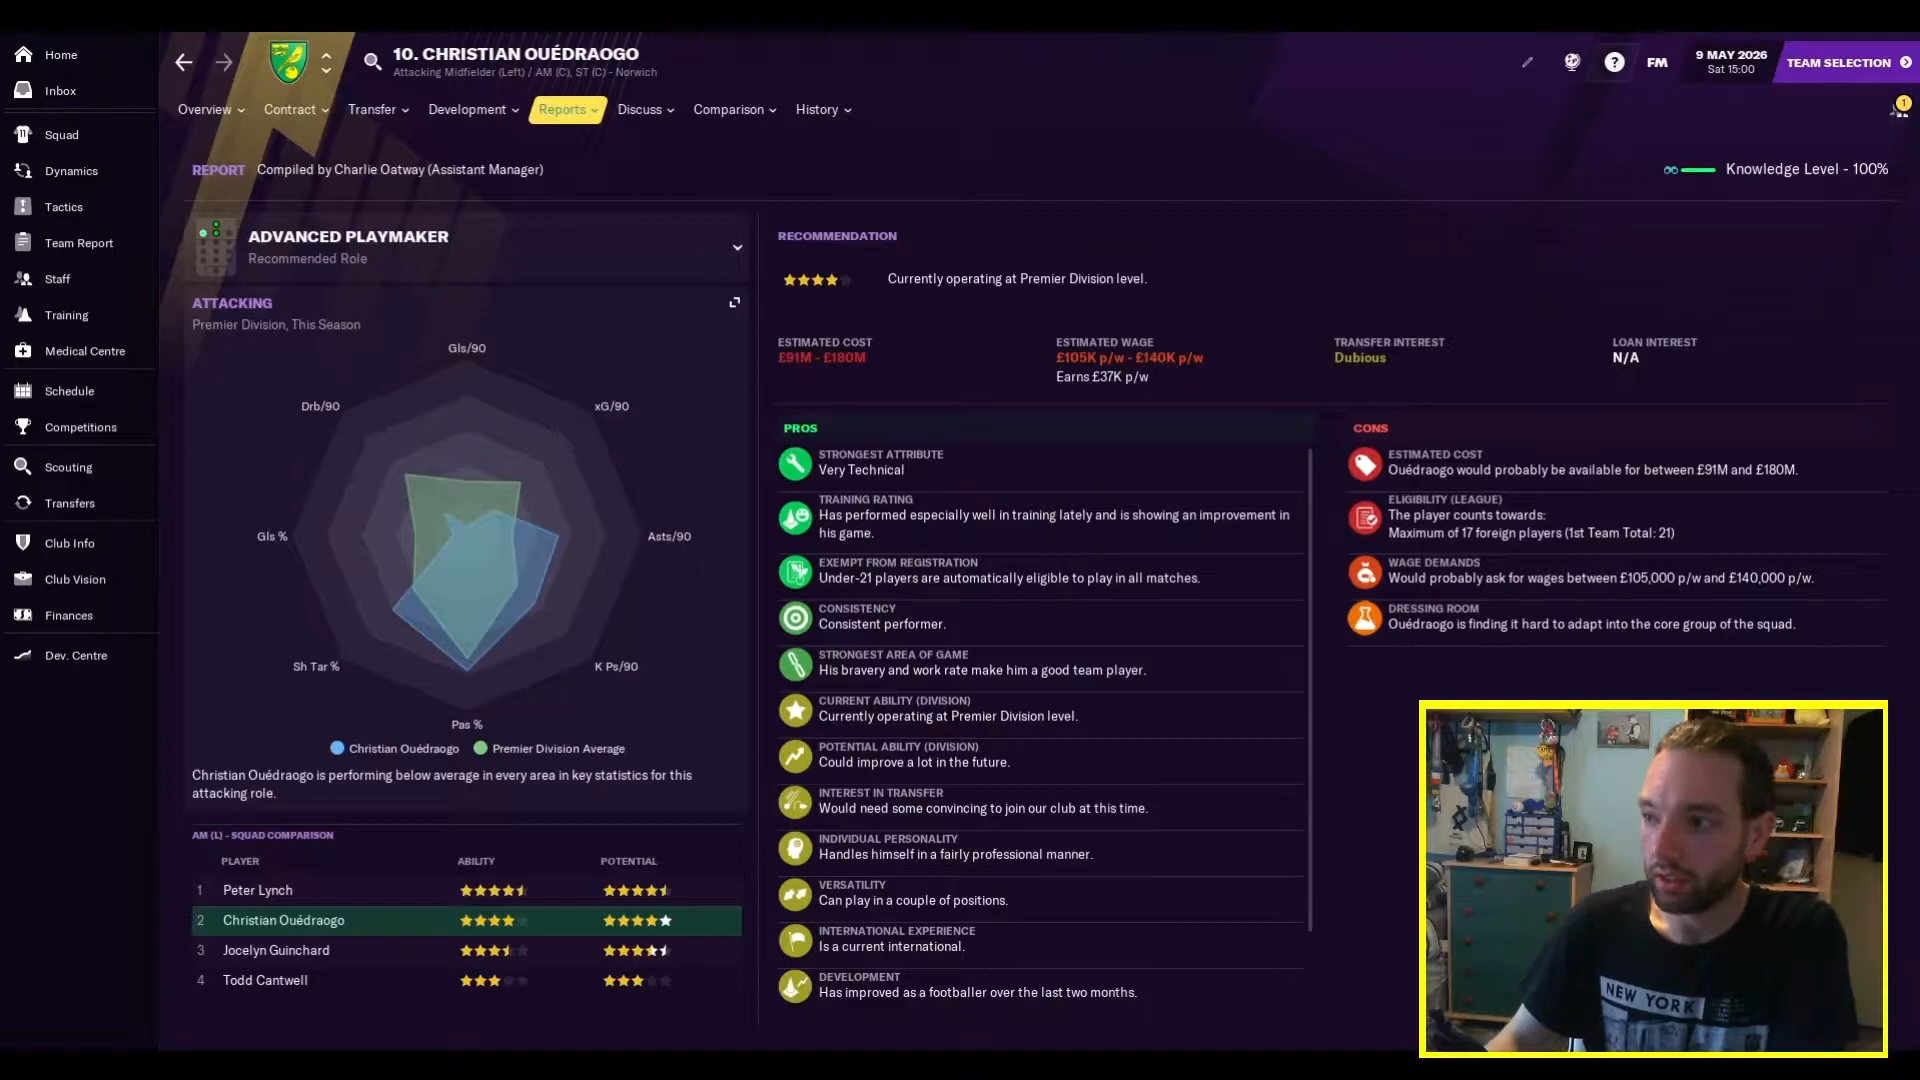 Home
Inbox
Squad
Dynamics
Tactics
Team Report
Staff
Training
Medical Centre
Schedule
Competitions
Scouting
Transfers
Club Info
Club Vision
Finances
Dev. Centre
10. CHRISTIAN OUÉDRAOGO
Attacking Midfielder (Left) / AM (C), ST (C) - Norwich
?
FM
9 MAY 2026
Sat 15:00
TEAM SELECTION
1
Overview
Contract
Transfer
Development
Reports
Discuss
Comparison
History
REPORT Compiled by Charlie Oatway (Assistant Manager)
Knowledge Level - 100%
ADVANCED PLAYMAKER
Recommended Role
ATTACKING
Premier Division, This Season
Gls/90
Drb/90
xG/90
Gls %
Asts/90
Sh Tar %
K Ps/90
Pas %
Christian Ouédraogo
Premier Division Average
Christian Ouédraogo is performing below average in every area in key statistics for this
attacking role.
AM (L) - SQUAD COMPARISON
PLAYER ABILITY POTENTIAL
1 Peter Lynch
2 Christian Ouédraogo
3 Jocelyn Guinchard
4 Todd Cantwell
RECOMMENDATION
Currently operating at Premier Division level.
ESTIMATED COST
£91M - £180M
ESTIMATED WAGE
£105K p/w - £140K p/w
Earns £37K p/w
TRANSFER INTEREST
Dubious
LOAN INTEREST
N/A
PROS
STRONGEST ATTRIBUTE
Very Technical
TRAINING RATING
Has performed especially well in training lately and is showing an improvement in
his game.
EXEMPT FROM REGISTRATION
Under-21 players are automatically eligible to play in all matches.
CONSISTENCY
Consistent performer.
STRONGEST AREA OF GAME
His bravery and work rate make him a good team player.
CURRENT ABILITY (DIVISION)
Currently operating at Premier Division level.
POTENTIAL ABILITY (DIVISION)
Could improve a lot in the future.
INTEREST IN TRANSFER
Would need some convincing to join our club at this time.
INDIVIDUAL PERSONALITY
Handles himself in a fairly professional manner.
VERSATILITY
Can play in a couple of positions.
INTERNATIONAL EXPERIENCE
Is a current international.
DEVELOPMENT
Has improved as a footballer over the last two months.
CONS
ESTIMATED COST
Ouédraogo would probably be available for between £91M and £180M.
ELIGIBILITY (LEAGUE)
The player counts towards:
Maximum of 17 foreign players (1st Team Total: 21)
WAGE DEMANDS
Would probably ask for wages between £105,000 p/w and £140,000 p/w.
DRESSING ROOM
Ouédraogo is finding it hard to adapt into the core group of the squad.
NEW YORK